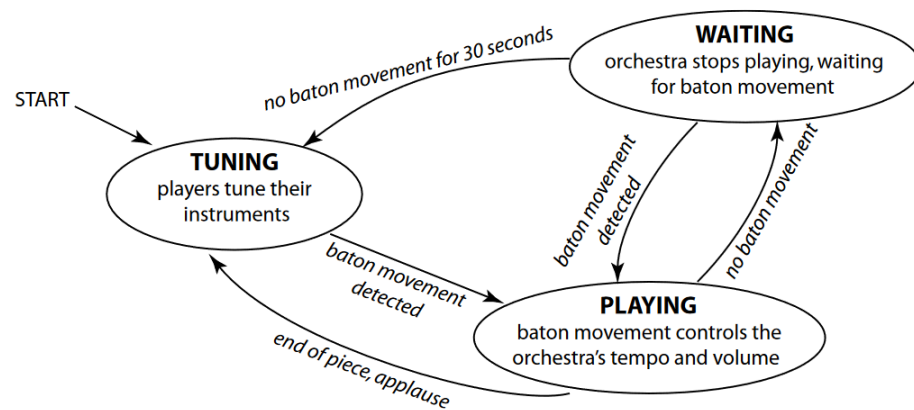 WAITING
orchestra stops playing, waiting
for baton movement
no baton movement for 30 seconds
START
TUNING
players tune their
instruments
baton movement
detected
no baton movement
baton movement
detected
PLAYING
baton movement controls the
orchestra's tempo and volume
end of piece, applause